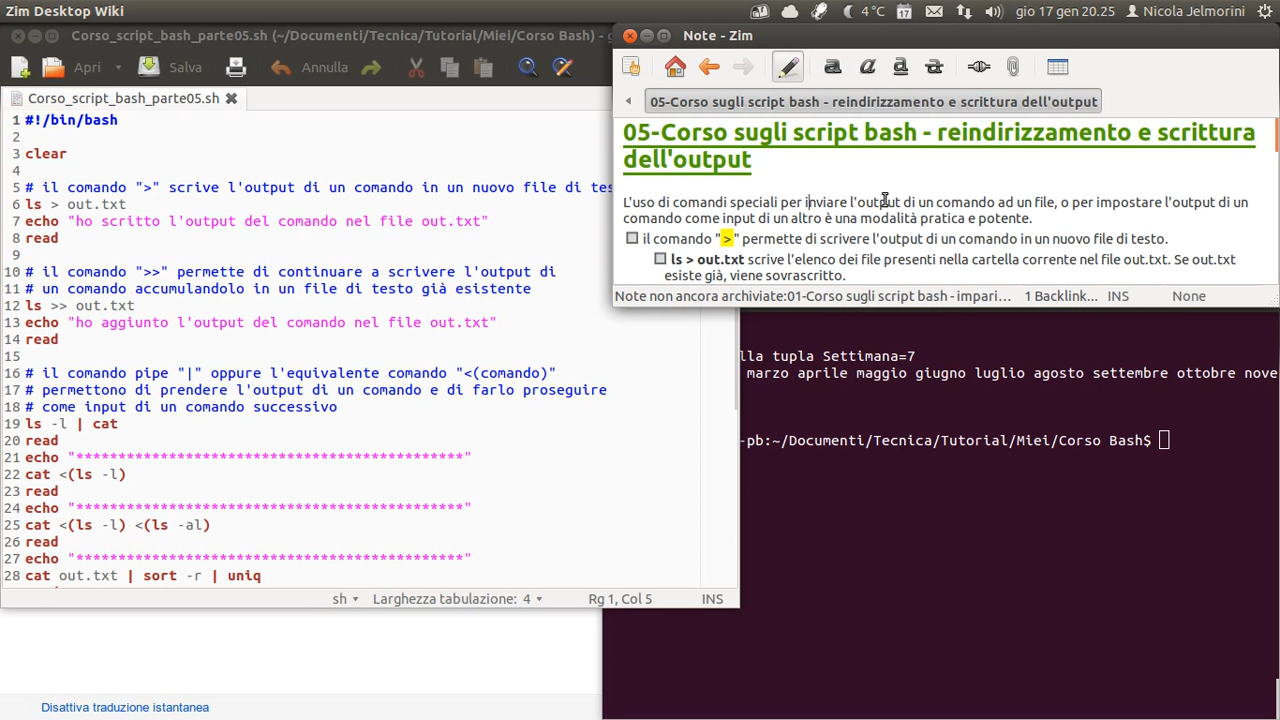 Zim Desktop Wiki
4 °C
gio 17 gen 20.25
Nicola Jelmorini
Corso_script_bash_parte05.sh (~/Documenti/Tecnica/Tutorial/Miei/Corso Bash) - g
Apri
Salva
Annulla
Corso_script_bash_parte05.sh
1 #!/bin/bash
2
3 clear
4
5 # il comando ">" scrive l'output di un comando in un nuovo file di tes
6 ls > out.txt
7 echo "ho scritto l'output del comando nel file out.txt"
8 read
9
10 # il comando ">>" permette di continuare a scrivere l'output di
11 # un comando accumulandolo in un file di testo già esistente
12 ls >> out.txt
13 echo "ho aggiunto l'output del comando nel file out.txt"
14 read
15
16 # il comando pipe "|" oppure l'equivalente comando "<(comando)"
17 # permettono di prendere l'output di un comando e di farlo proseguire
18 # come input di un comando successivo
19 ls -l | cat
20 read
21 echo "*******************************************"
22 cat <(ls -l)
23 read
24 echo "*******************************************"
25 cat <(ls -l) <(ls -al)
26 read
27 echo "*******************************************"
28 cat out.txt | sort -r | uniq
sh
Larghezza tabulazione: 4
Rg 1, Col 5
INS
Note - Zim
05-Corso sugli script bash - reindirizzamento e scrittura dell'output
05-Corso sugli script bash - reindirizzamento e scrittura
dell'output
L'uso di comandi speciali per inviare l'output di un comando ad un file, o per impostare l'output di un
comando come input di un altro è una modalità pratica e potente.
il comando ">" permette di scrivere l'output di un comando in un nuovo file di testo.
ls > out.txt scrive l'elenco dei file presenti nella cartella corrente nel file out.txt. Se out.txt
esiste già, viene sovrascritto.
Note non ancora archiviate:01-Corso sugli script bash - impari...
1 Backlink...
INS
None
lla tupla Settimana=7
marzo aprile maggio giugno luglio agosto settembre ottobre nove
-pb:~/Documenti/Tecnica/Tutorial/Miei/Corso Bash$
Disattiva traduzione istantanea